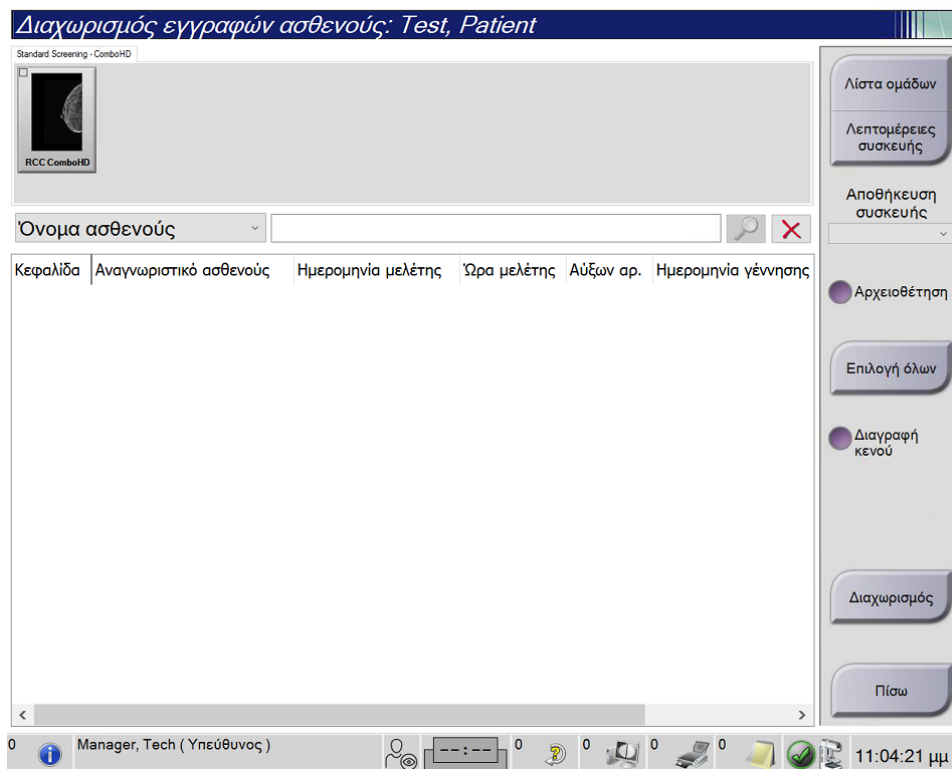 Διαχωρισμός εγγραφών ασθενούς: Test, Patient
Standard Screening - ComboHD
RCC ComboHD
Λίστα ομάδων
Λεπτομέρειες
συσκευής
Αποθήκευση
συσκευής
Όνομα ασθενούς
Κεφαλίδα Αναγνωριστικό ασθενούς Ημερομηνία μελέτης Ώρα μελέτης Αύξων αρ. Ημερομηνία γέννησης
Αρχειοθέτηση
Επιλογή όλων
Διαγραφή
κενού
Διαχωρισμός
Πίσω
0 Manager, Tech ( Υπεύθυνος ) --:-- 0 0 0 0 11:04:21 μμ